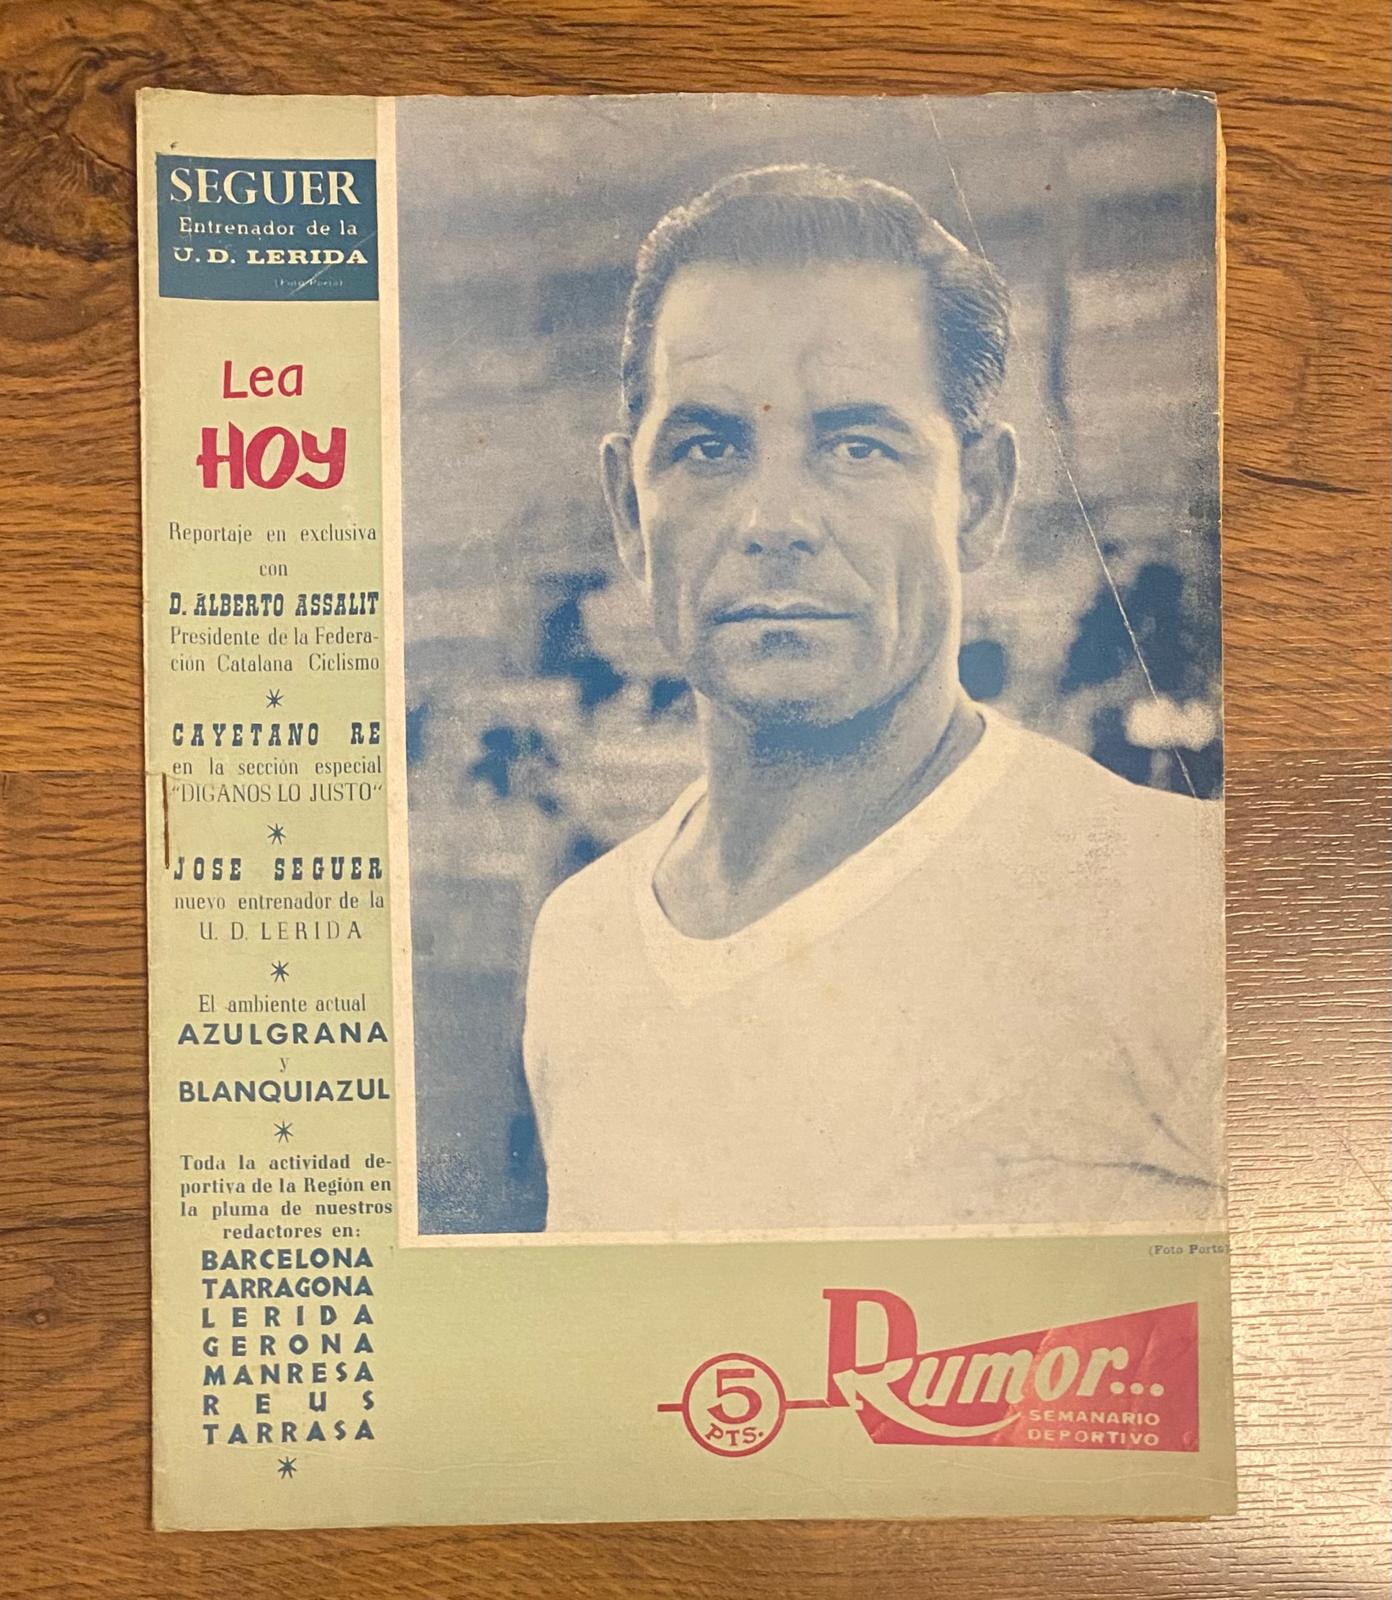 SEGUER
Entrenador de la
U. D. LERIDA
(Foto Porta)
Lea
HOY
Reportaje en exclusiva
con
D. ALBERTO ASSALIT
Presidente de la Federa-
ción Catalana Ciclismo
CAYETANO RE
en la sección especial
"DIGANOS LO JUSTO"
JOSE SEGUER
nuevo entrenador de la
U. D. LERIDA
El ambiente actual
AZULGRANA
y
BLANQUIAZUL
Toda la actividad de-
portiva de la Región en
la pluma de nuestros
redactores en:
BARCELONA
TARRAGONA
LERIDA
GERONA
MANRESA
REUS
TARRASA
(Foto Porta)
5
PTS.
Rumor...
SEMANARIO
DEPORTIVO